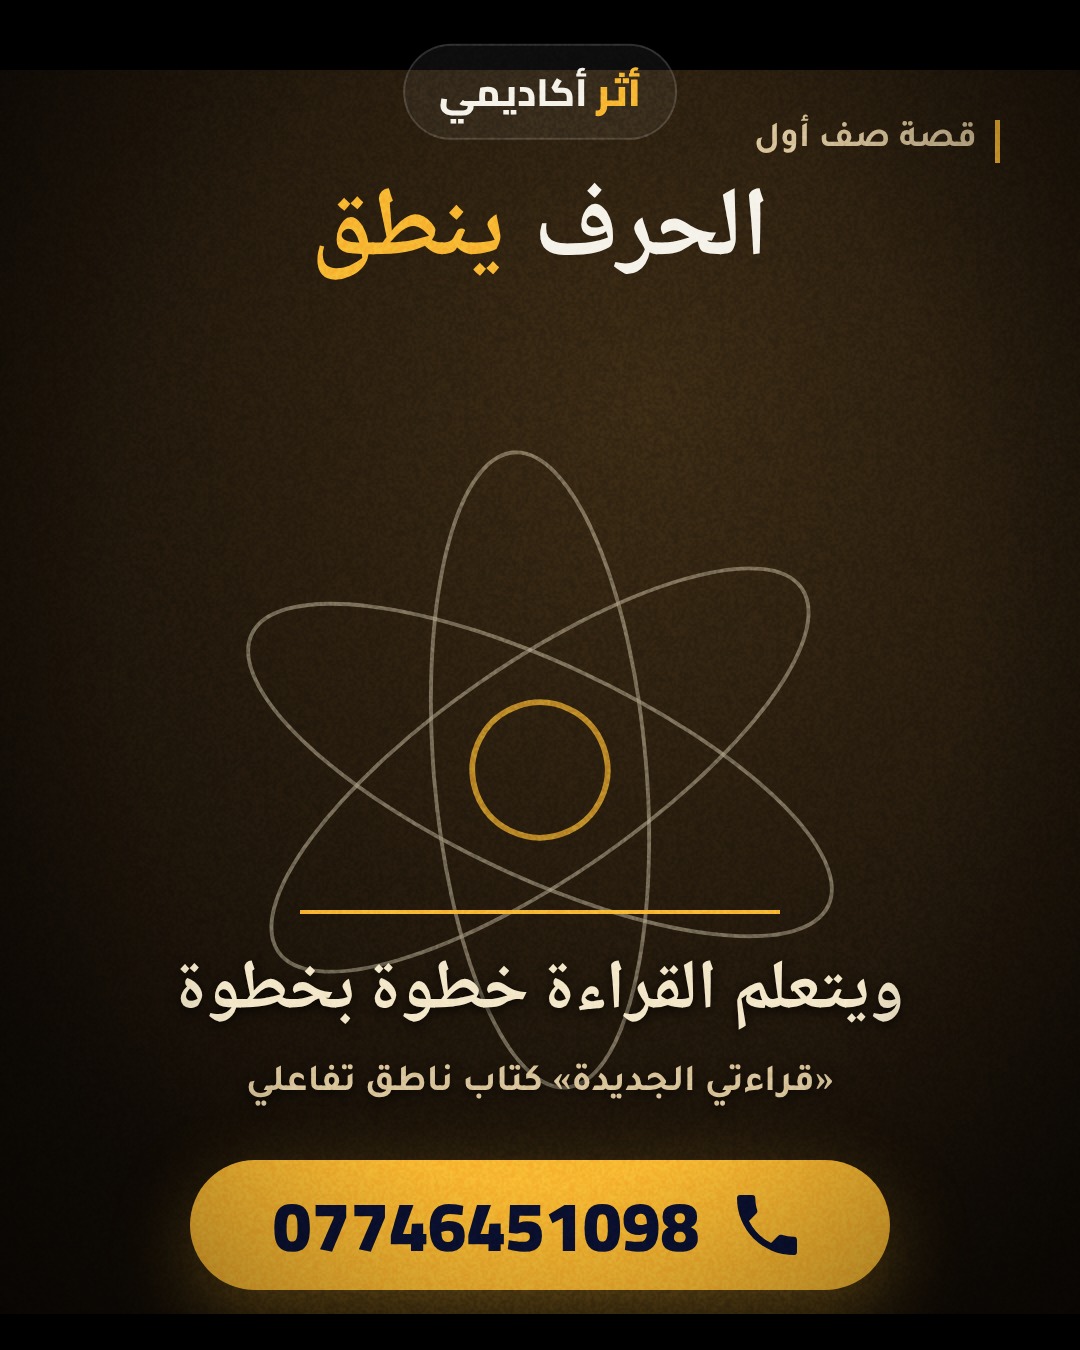 أثر أكاديمي
قصة صف أول
الحرف ينطق
ويتعلم القراءة خطوة بخطوة
«قراءتي الجديدة» كتاب ناطق تفاعلي
07746451098